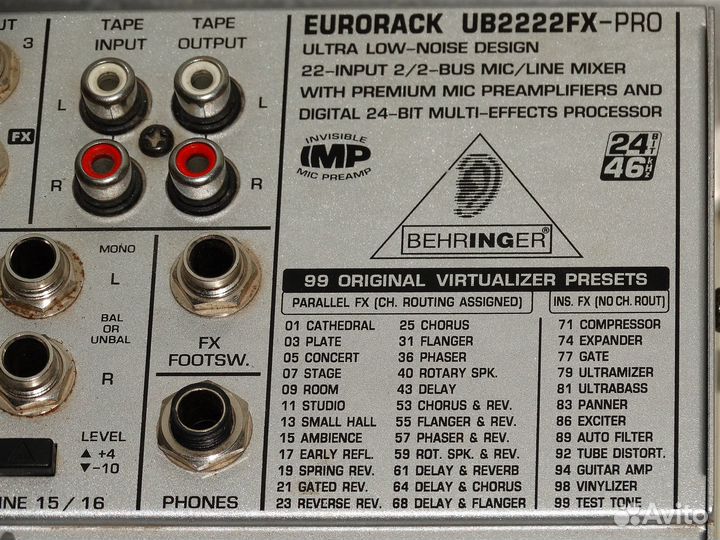 UT
3
FX
TAPE INPUT
TAPE OUTPUT
L
L
R
R
EURORACK UB2222FX-PRO
ULTRA LOW-NOISE DESIGN
22-INPUT 2/2-BUS MIC/LINE MIXER
WITH PREMIUM MIC PREAMPLIFIERS AND
DIGITAL 24-BIT MULTI-EFFECTS PROCESSOR
INVISIBLE
IMP
MIC PREAMP
24 BIT
46 kHz
BEHRINGER®
MONO
L
BAL
OR
UNBAL
R
LEVEL
▲ +4
▼-10
INE 15 / 16
FX
FOOTSW.
PHONES
99 ORIGINAL VIRTUALIZER PRESETS
PARALLEL FX (CH. ROUTING ASSIGNED)
01 CATHEDRAL
03 PLATE
05 CONCERT
07 STAGE
09 ROOM
11 STUDIO
13 SMALL HALL
15 AMBIENCE
17 EARLY REFL.
19 SPRING REV.
21 GATED REV.
23 REVERSE REV.
25 CHORUS
31 FLANGER
36 PHASER
40 ROTARY SPK.
43 DELAY
53 CHORUS & REV.
55 FLANGER & REV.
57 PHASER & REV.
59 ROT. SPK. & REV.
61 DELAY & REVERB
64 DELAY & CHORUS
68 DELAY & FLANGER
INS. FX (NO CH. ROUT)
71 COMPRESSOR
74 EXPANDER
77 GATE
79 ULTRAMIZER
81 ULTRABASS
83 PANNER
86 EXCITER
89 AUTO FILTER
92 TUBE DISTORT.
94 GUITAR AMP
98 VINYLIZER
99 TEST TONE
Avito